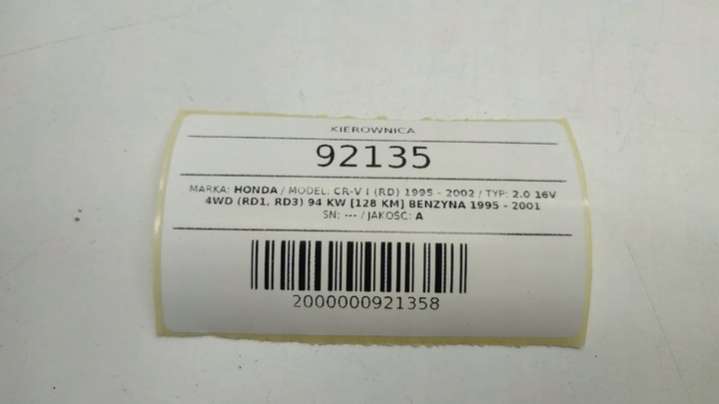 KIEROWNICA
92135
MARKA: HONDA / MODEL: CR-V I (RD) 1995 - 2002 / TYP: 2.0 16V
4WD (RD1, RD3) 94 KW [128 KM] BENZYNA 1995 - 2001
SN: --- / JAKOŚĆ: A
2000000921358